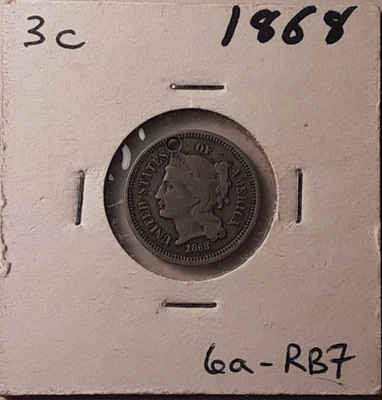 3c 1868
UNITED STATES OF AMERICA
1868
6a-RB7